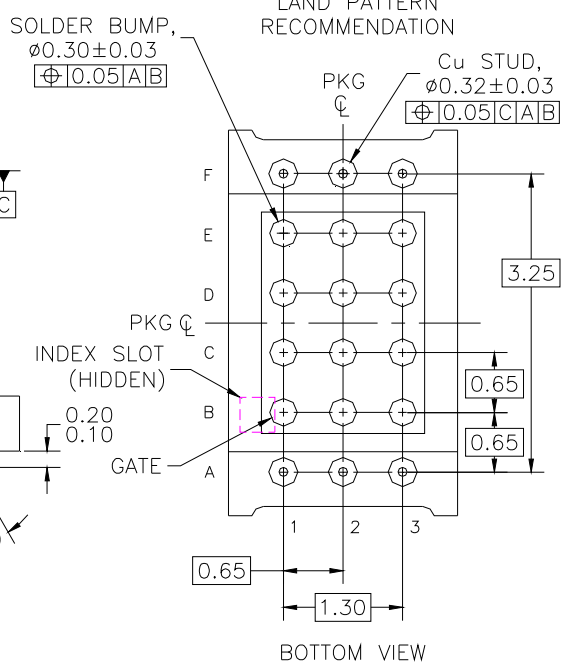 LAND PATTERN
RECOMMENDATION
SOLDER BUMP,
ø0.30±0.03
⌖ 0.05 A B
PKG
℄
Cu STUD,
ø0.32±0.03
⌖ 0.05 C A B
C
F
E
D
PKG ℄
C
B
A
3.25
INDEX SLOT
(HIDDEN)
0.65
0.65
0.20
0.10
GATE
1 2 3
0.65
1.30
BOTTOM VIEW